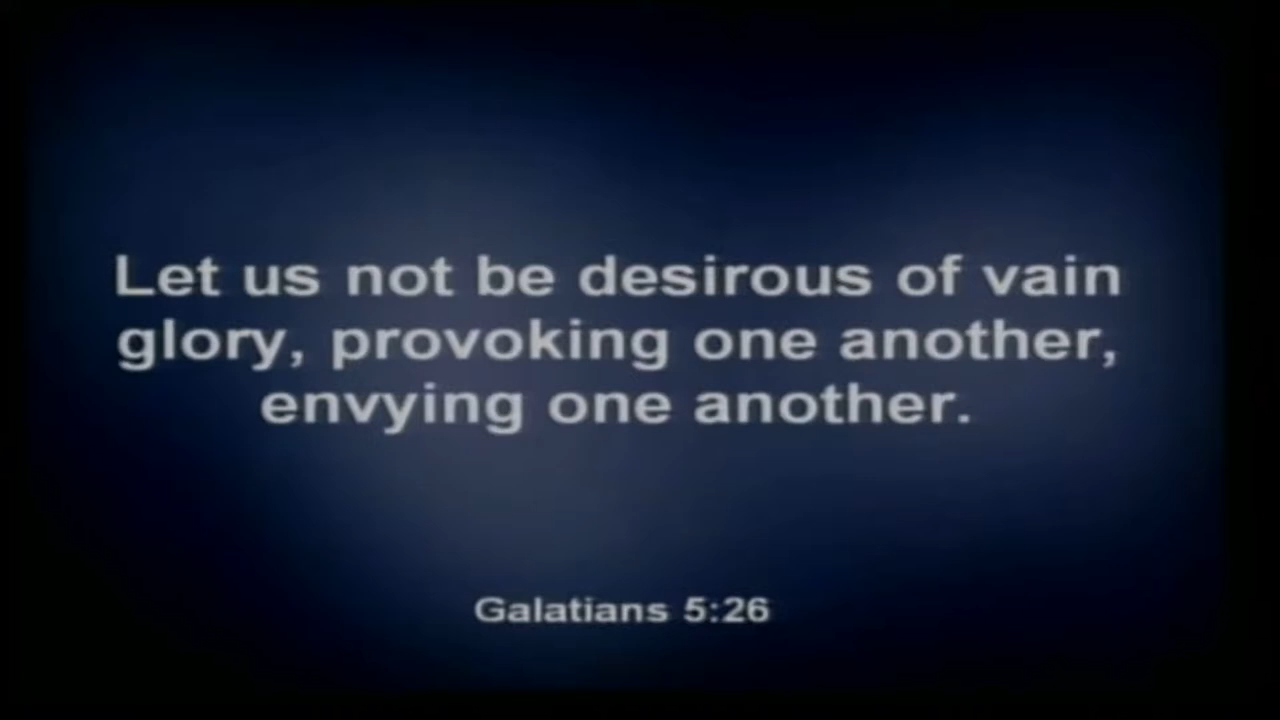 Let us not be desirous of vain
glory, provoking one another,
envying one another.
Galatians 5:26